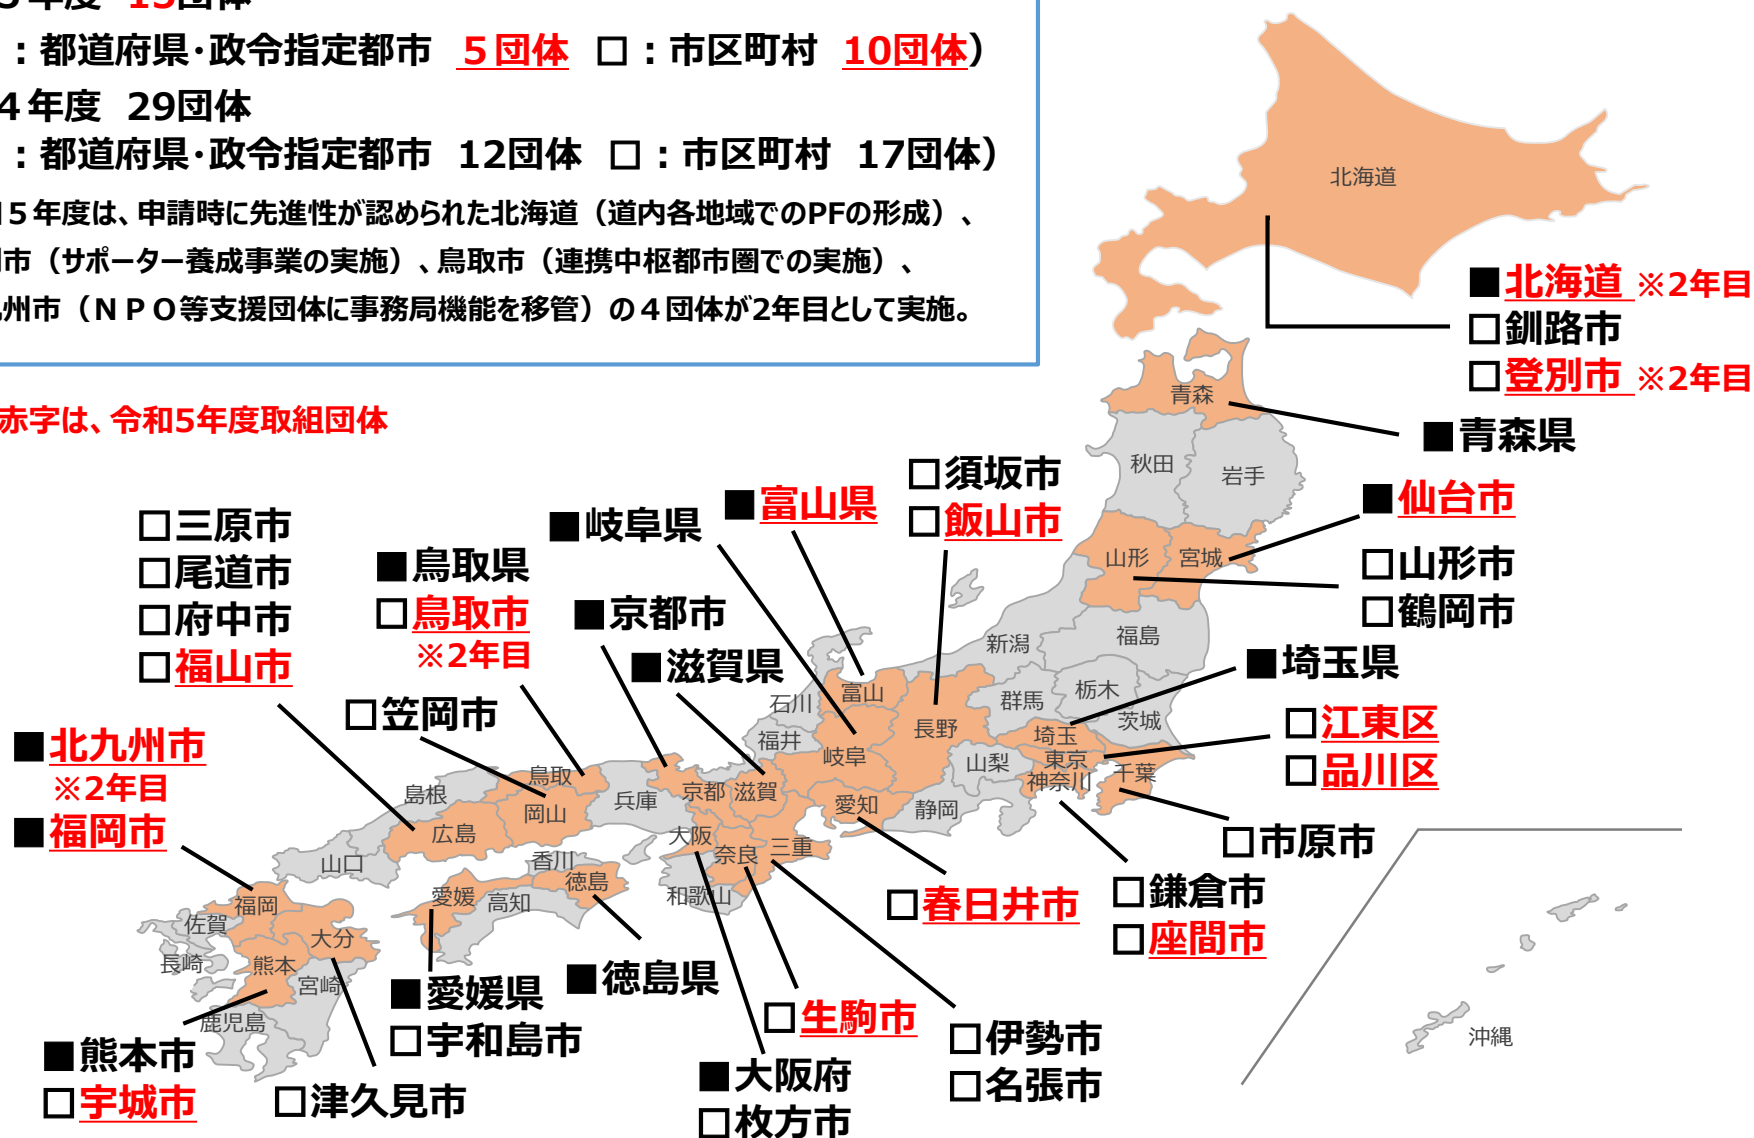 ５年度 15団体
：都道府県・政令指定都市 ５団体 □：市区町村 10団体）
４年度 29団体
：都道府県・政令指定都市 12団体 □：市区町村 17団体）
５年度は、申請時に先進性が認められた北海道（道内各地域でのPFの形成）、
市（サポーター養成事業の実施）、鳥取市（連携中枢都市圏での実施）、
九州市（ＮＰＯ等支援団体に事務局機能を移管）の４団体が2年目として実施。
赤字は、令和5年度取組団体
北海道
■北海道 ※2年目
□釧路市
□登別市 ※2年目
青森
■青森県
秋田
岩手
■仙台市
山形
宮城
□山形市
□鶴岡市
福島
新潟
□須坂市
□飯山市
■富山県
■岐阜県
□三原市
□尾道市
□府中市
□福山市
■鳥取県
□鳥取市
※2年目
■京都市
■滋賀県
■埼玉県
群馬
栃木
茨城
石川
富山
長野
福井
岐阜
埼玉
東京
山梨
神奈川
千葉
□江東区
□品川区
□笠岡市
■北九州市
※2年目
■福岡市
島根
鳥取
岡山
兵庫
京都
滋賀
愛知
静岡
広島
大阪
奈良
三重
山口
香川
徳島
和歌山
愛媛
高知
□市原市
□鎌倉市
□座間市
□春日井市
福岡
佐賀
大分
長崎
熊本
宮崎
鹿児島
■愛媛県
□宇和島市
■徳島県
□生駒市
□伊勢市
□名張市
■大阪府
□枚方市
■熊本市
□宇城市
□津久見市
沖縄